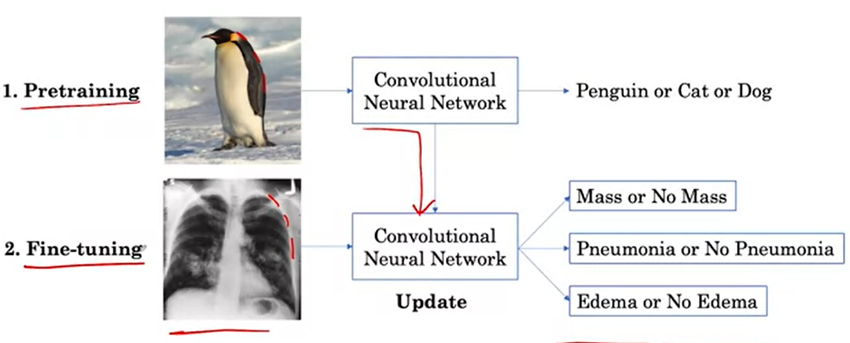 1. Pretraining
Convolutional
Neural Network
Penguin or Cat or Dog
2. Fine-tuning
Convolutional
Neural Network
Update
Mass or No Mass
Pneumonia or No Pneumonia
Edema or No Edema